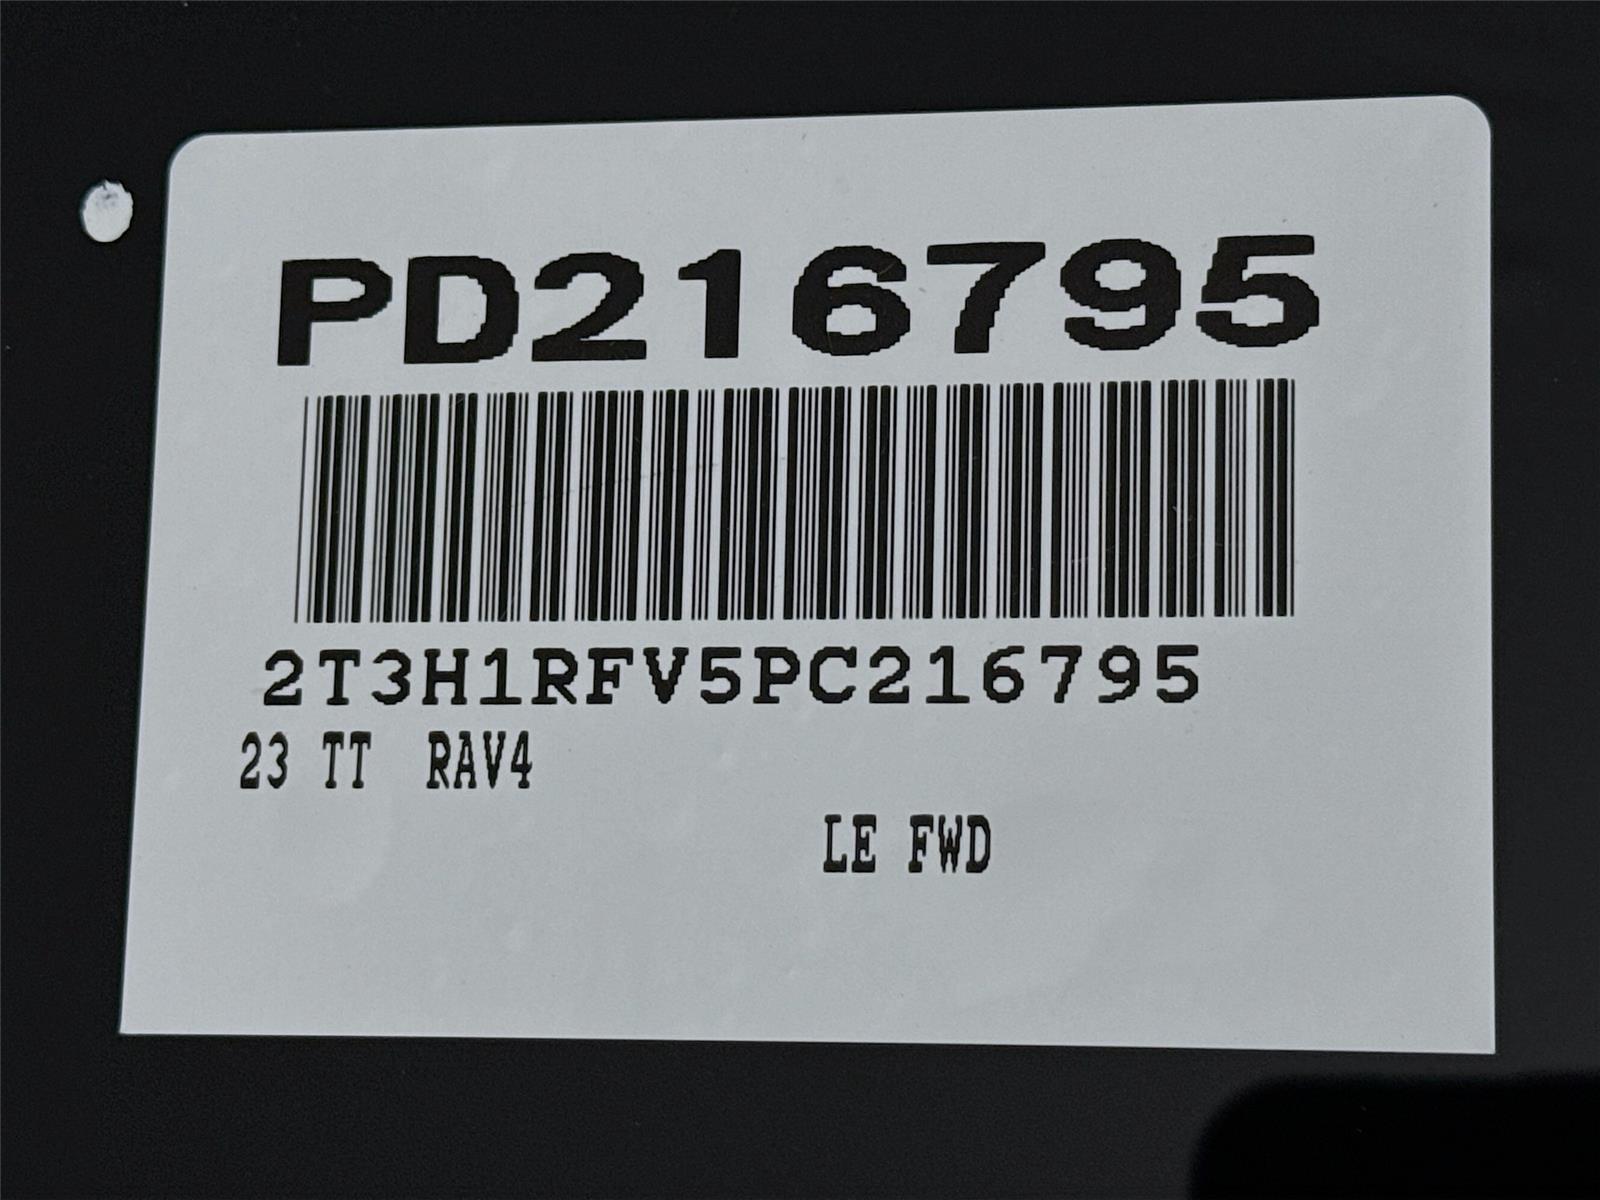 PD216795
2T3H1RFV5PC216795
23 TT RAV4
LE FWD